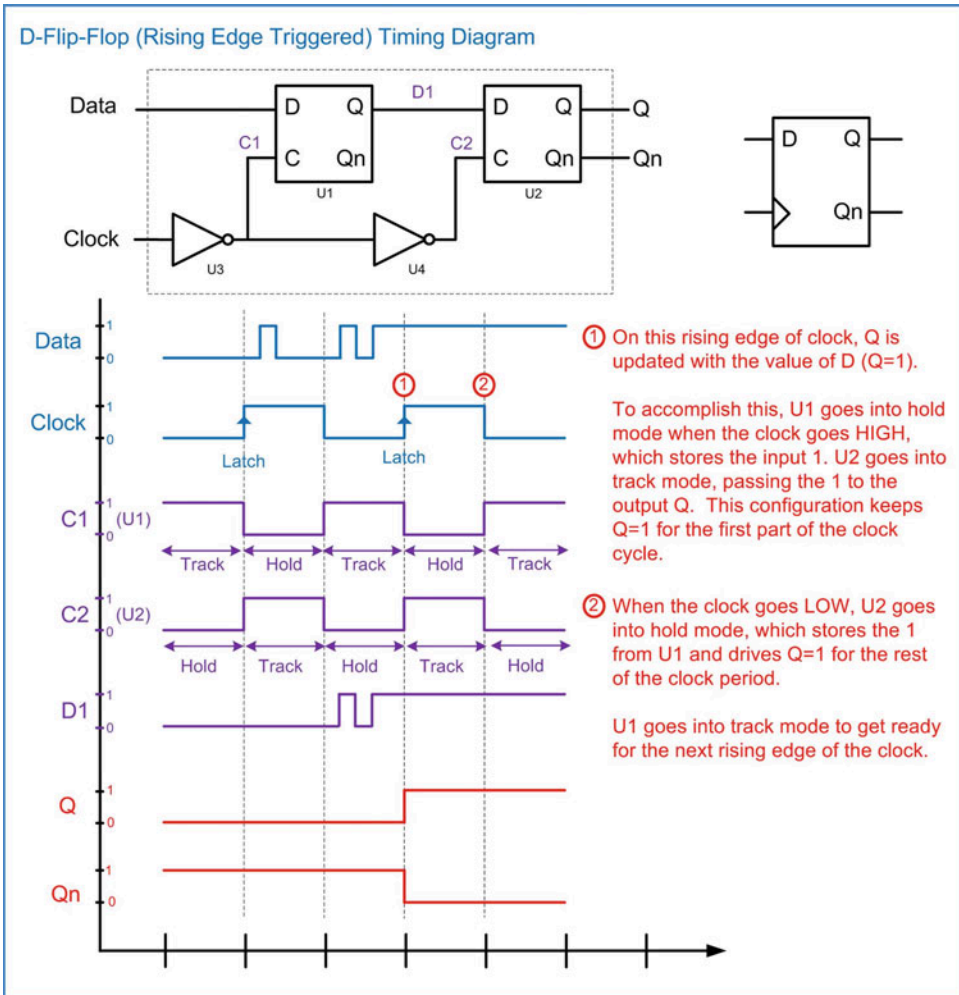 D-Flip-Flop (Rising Edge Triggered) Timing Diagram
Data
D Q
C1
C Qn
U1
D1
D Q
C2
C Qn
U2
Q
Qn
Clock
U3
U4
D Q
Qn
Data
1
0
1 2
Clock
1
0
Latch
Latch
C1 (U1)
1
0
Track Hold Track Hold Track
C2 (U2)
1
0
Hold Track Hold Track Hold
D1
1
0
Q
1
0
Qn
1
0
1 On this rising edge of clock, Q is
updated with the value of D (Q=1).
To accomplish this, U1 goes into hold
mode when the clock goes HIGH,
which stores the input 1. U2 goes into
track mode, passing the 1 to the
output Q. This configuration keeps
Q=1 for the first part of the clock
cycle.
2 When the clock goes LOW, U2 goes
into hold mode, which stores the 1
from U1 and drives Q=1 for the rest
of the clock period.
U1 goes into track mode to get ready
for the next rising edge of the clock.